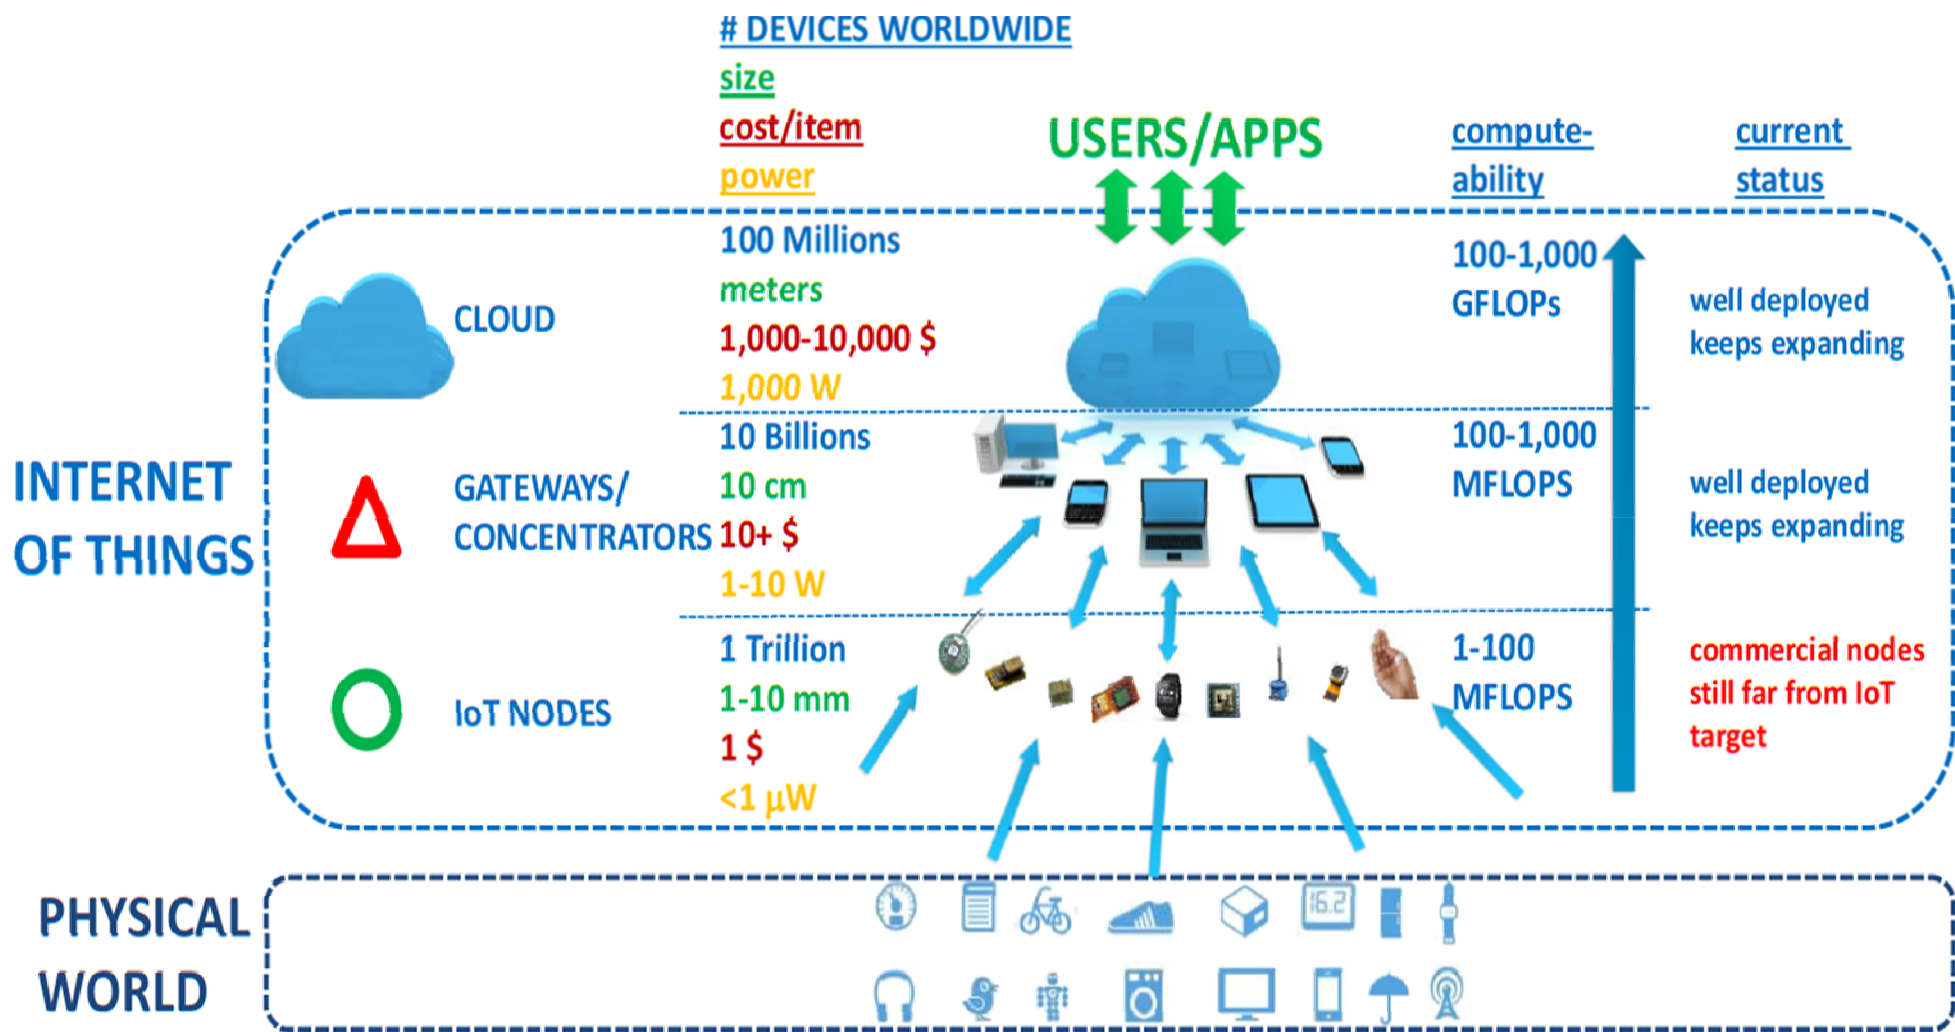 # DEVICES WORLDWIDE
size
cost/item
power
USERS/APPS
compute-
ability
current
status
INTERNET
OF THINGS
CLOUD
100 Millions
meters
1,000-10,000 $
1,000 W
100-1,000
GFLOPs
well deployed
keeps expanding
GATEWAYS/
CONCENTRATORS
10 Billions
10 cm
10+ $
1-10 W
100-1,000
MFLOPS
well deployed
keeps expanding
IoT NODES
1 Trillion
1-10 mm
1 $
<1 μW
1-100
MFLOPS
commercial nodes
still far from IoT
target
PHYSICAL
WORLD
16.2